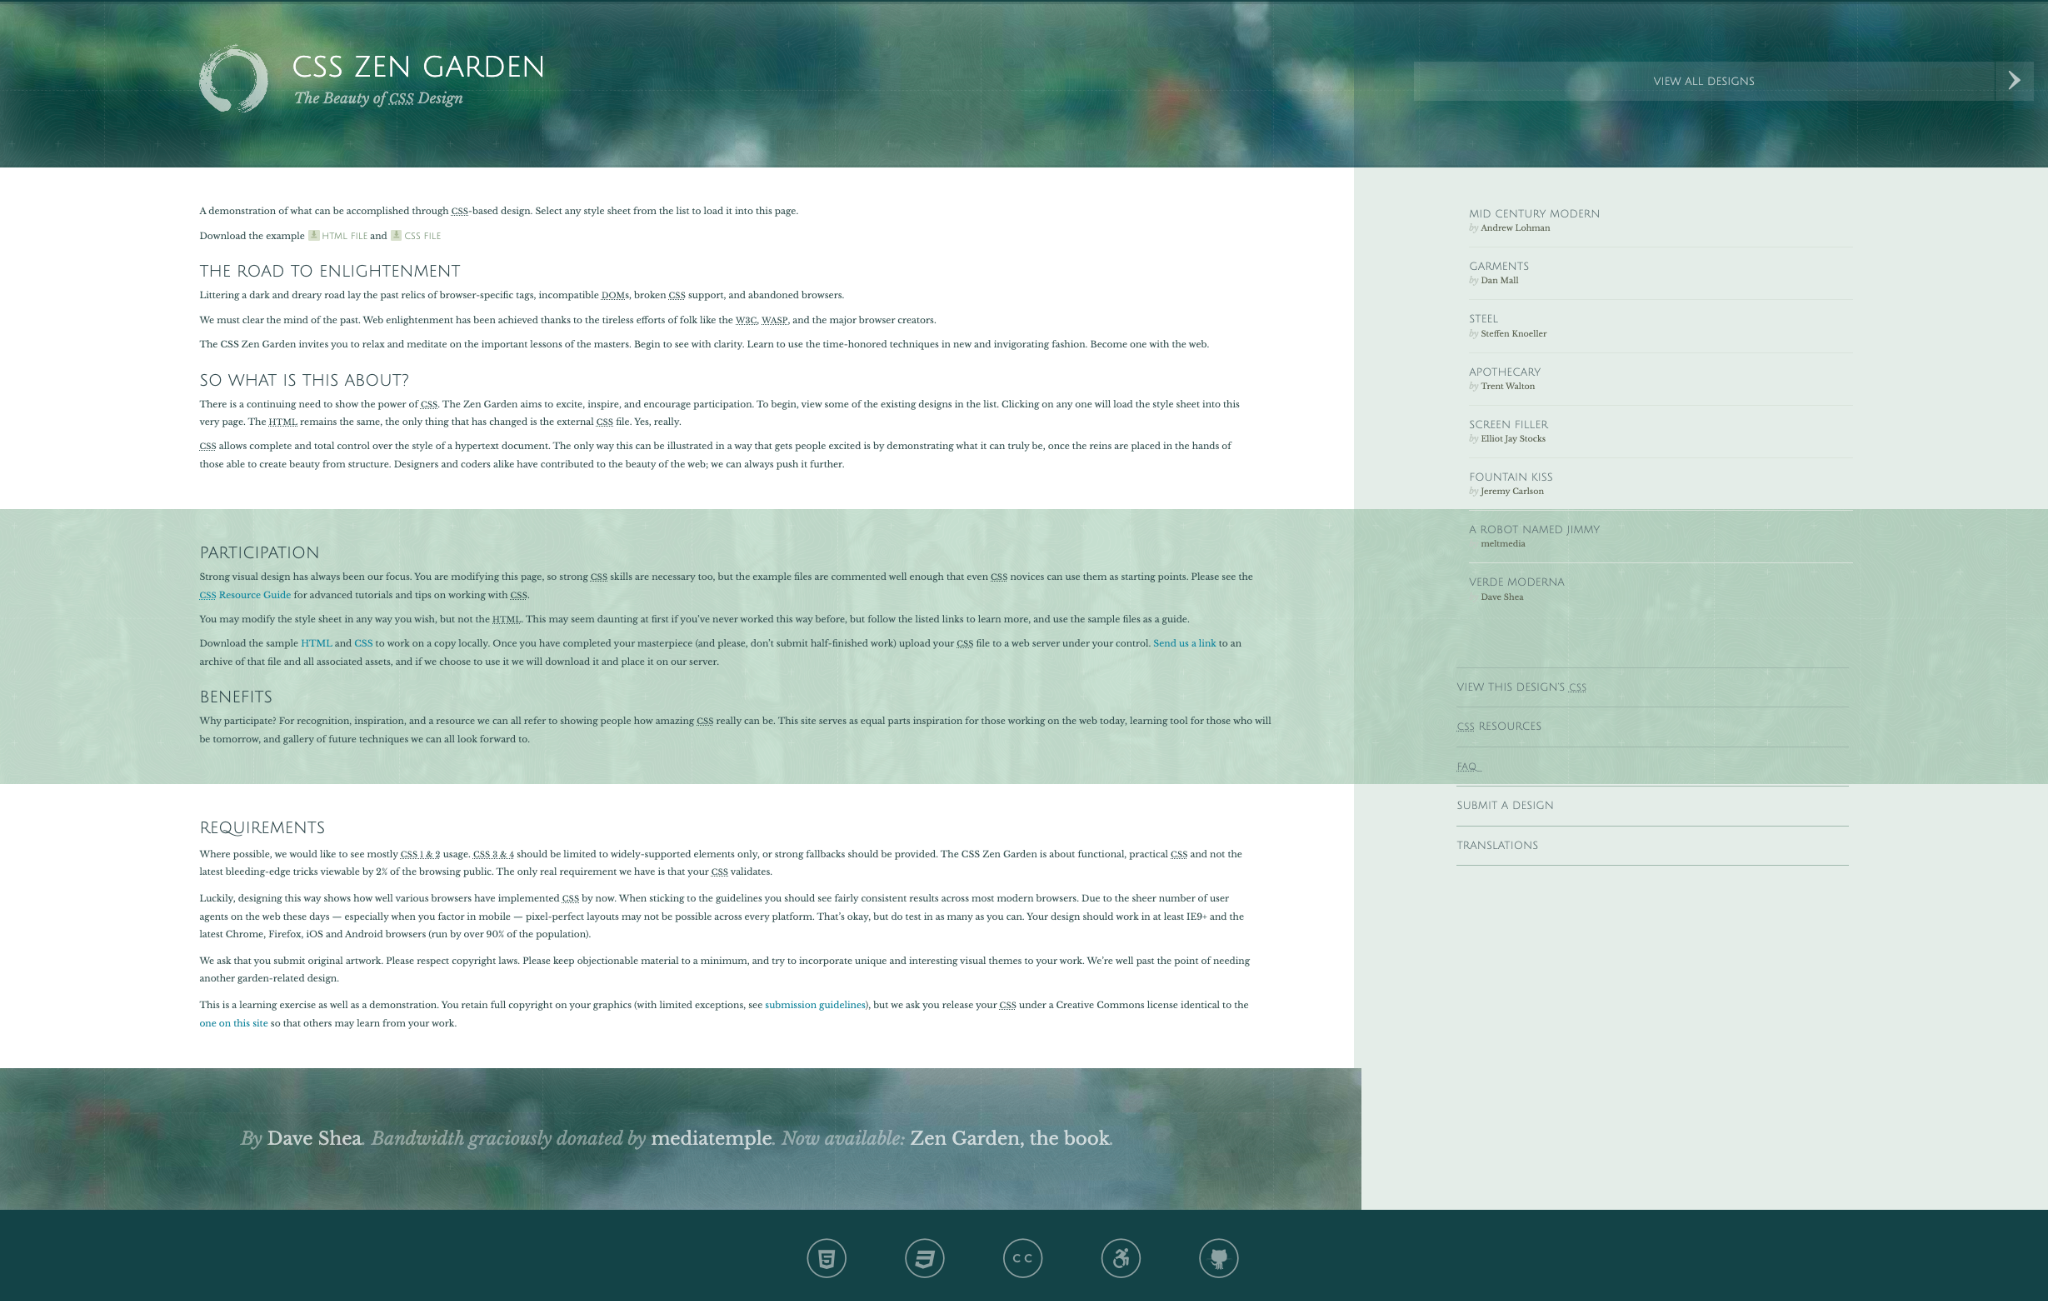 CSS ZEN GARDEN
The Beauty of CSS Design
VIEW ALL DESIGNS
A demonstration of what can be accomplished through CSS-based design. Select any style sheet from the list to load it into this page.
Download the example HTML FILE and CSS FILE
THE ROAD TO ENLIGHTENMENT
Littering a dark and dreary road lay the past relics of browser-specific tags, incompatible DOMs, broken CSS support, and abandoned browsers.
We must clear the mind of the past. Web enlightenment has been achieved thanks to the tireless efforts of folk like the W3C, WASP, and the major browser creators.
The CSS Zen Garden invites you to relax and meditate on the important lessons of the masters. Begin to see with clarity. Learn to use the time-honored techniques in new and invigorating fashion. Become one with the web.
SO WHAT IS THIS ABOUT?
There is a continuing need to show the power of CSS. The Zen Garden aims to excite, inspire, and encourage participation. To begin, view some of the existing designs in the list. Clicking on any one will load the style sheet into this
very page. The HTML remains the same, the only thing that has changed is the external CSS file. Yes, really.
CSS allows complete and total control over the style of a hypertext document. The only way this can be illustrated in a way that gets people excited is by demonstrating what it can truly be, once the reins are placed in the hands of
those able to create beauty from structure. Designers and coders alike have contributed to the beauty of the web; we can always push it further.
PARTICIPATION
Strong visual design has always been our focus. You are modifying this page, so strong CSS skills are necessary too, but the example files are commented well enough that even CSS novices can use them as starting points. Please see the
CSS Resource Guide for advanced tutorials and tips on working with CSS.
You may modify the style sheet in any way you wish, but not the HTML. This may seem daunting at first if you've never worked this way before, but follow the listed links to learn more, and use the sample files as a guide.
Download the sample HTML and CSS to work on a copy locally. Once you have completed your masterpiece (and please, don't submit half-finished work) upload your CSS file to a web server under your control. Send us a link to an
archive of that file and all associated assets, and if we choose to use it we will download it and place it on our server.
BENEFITS
Why participate? For recognition, inspiration, and a resource we can all refer to showing people how amazing CSS really can be. This site serves as equal parts inspiration for those working on the web today, learning tool for those who will
be tomorrow, and gallery of future techniques we can all look forward to.
REQUIREMENTS
Where possible, we would like to see mostly CSS 1 & 2 usage. CSS 3 & 4 should be limited to widely-supported elements only, or strong fallbacks should be provided. The CSS Zen Garden is about functional, practical CSS and not the
latest bleeding-edge tricks viewable by 2% of the browsing public. The only real requirement we have is that your CSS validates.
Luckily, designing this way shows how well various browsers have implemented CSS by now. When sticking to the guidelines you should see fairly consistent results across most modern browsers. Due to the sheer number of user
agents on the web these days — especially when you factor in mobile — pixel-perfect layouts may not be possible across every platform. That's okay, but do test in as many as you can. Your design should work in at least IE9+ and the
latest Chrome, Firefox, iOS and Android browsers (run by over 90% of the population).
We ask that you submit original artwork. Please respect copyright laws. Please keep objectionable material to a minimum, and try to incorporate unique and interesting visual themes to your work. We're well past the point of needing
another garden-related design.
This is a learning exercise as well as a demonstration. You retain full copyright on your graphics (with limited exceptions, see submission guidelines), but we ask you release your CSS under a Creative Commons license identical to the
one on this site so that others may learn from your work.
MID CENTURY MODERN
by Andrew Lohman
GARMENTS
by Dan Mall
STEEL
by Steffen Knoeller
APOTHECARY
by Trent Walton
SCREEN FILLER
by Elliot Jay Stocks
FOUNTAIN KISS
by Jeremy Carlson
A ROBOT NAMED JIMMY
meltmedia
VERDE MODERNA
Dave Shea
VIEW THIS DESIGN'S CSS
CSS RESOURCES
FAQ
SUBMIT A DESIGN
TRANSLATIONS
By Dave Shea. Bandwidth graciously donated by mediatemple. Now available: Zen Garden, the book.
5
3
CC